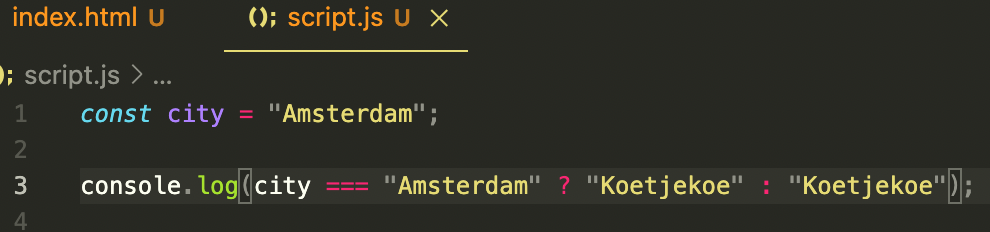 index.html U (); script.js U ×
(); script.js > ...
1 const city = "Amsterdam";
2
3 console.log(city === "Amsterdam" ? "Koetjekoe" : "Koetjekoe");
4